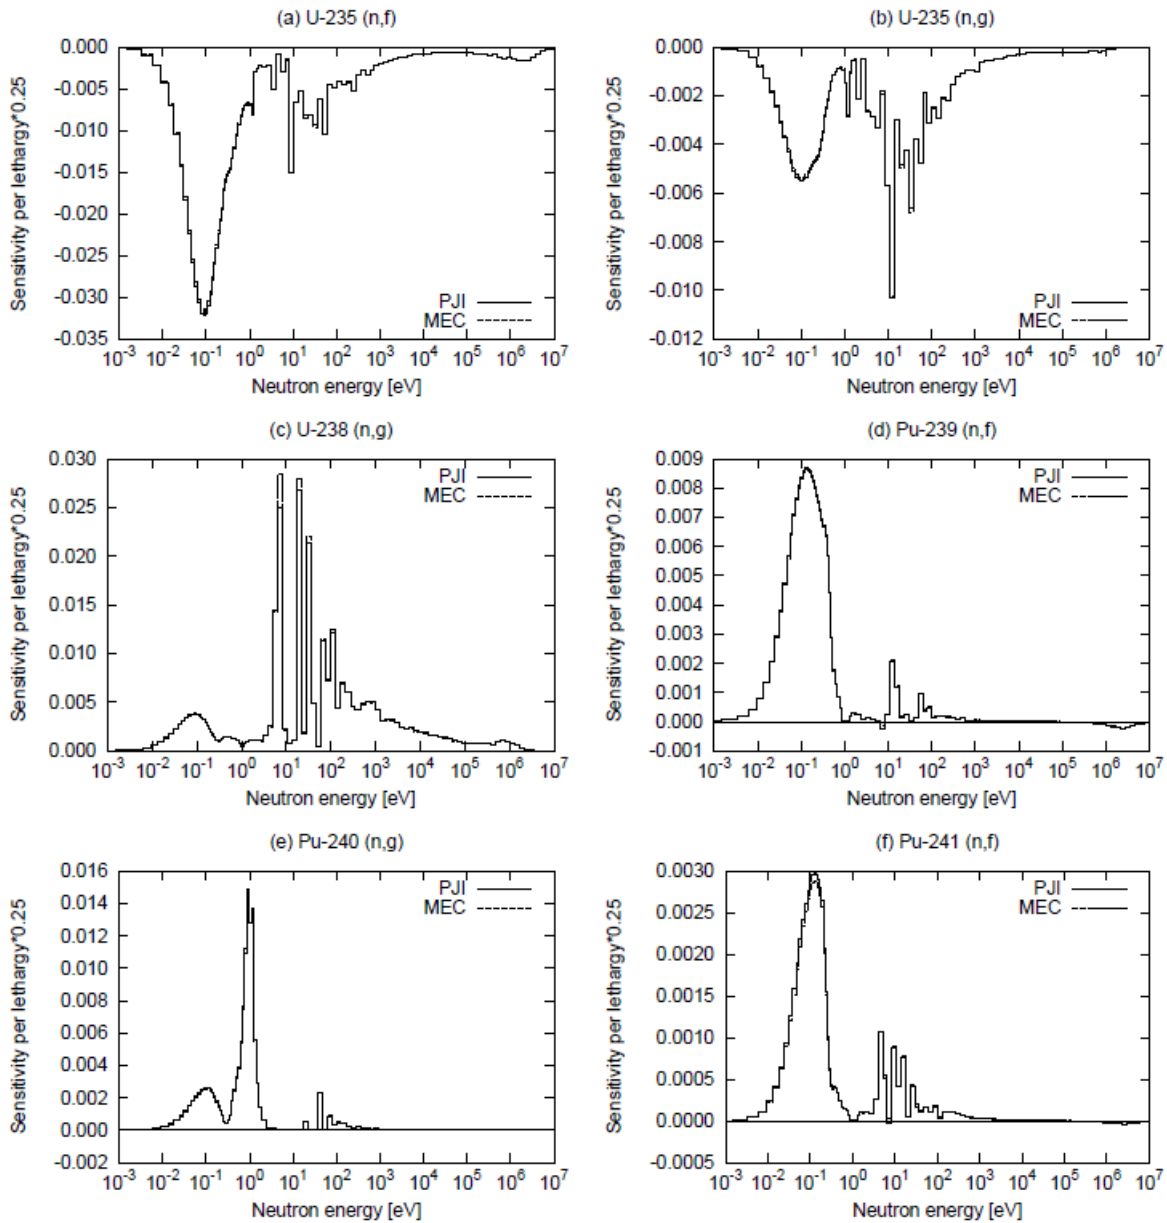 (a) U-235 (n,f)
Sensitivity per lethargy*0.25
0.000
-0.005
-0.010
-0.015
-0.020
-0.025
-0.030
-0.035
PJI
MEC
10⁻³ 10⁻² 10⁻¹ 10⁰ 10¹ 10² 10³ 10⁴ 10⁵ 10⁶ 10⁷
Neutron energy [eV]
(b) U-235 (n,g)
Sensitivity per lethargy*0.25
0.000
-0.002
-0.004
-0.006
-0.008
-0.010
-0.012
PJI
MEC
10⁻³ 10⁻² 10⁻¹ 10⁰ 10¹ 10² 10³ 10⁴ 10⁵ 10⁶ 10⁷
Neutron energy [eV]
(c) U-238 (n,g)
Sensitivity per lethargy*0.25
0.030
0.025
0.020
0.015
0.010
0.005
0.000
PJI
MEC
10⁻³ 10⁻² 10⁻¹ 10⁰ 10¹ 10² 10³ 10⁴ 10⁵ 10⁶ 10⁷
Neutron energy [eV]
(d) Pu-239 (n,f)
Sensitivity per lethargy*0.25
0.009
0.008
0.007
0.006
0.005
0.004
0.003
0.002
0.001
0.000
-0.001
PJI
MEC
10⁻³ 10⁻² 10⁻¹ 10⁰ 10¹ 10² 10³ 10⁴ 10⁵ 10⁶ 10⁷
Neutron energy [eV]
(e) Pu-240 (n,g)
Sensitivity per lethargy*0.25
0.016
0.014
0.012
0.010
0.008
0.006
0.004
0.002
0.000
-0.002
PJI
MEC
10⁻³ 10⁻² 10⁻¹ 10⁰ 10¹ 10² 10³ 10⁴ 10⁵ 10⁶ 10⁷
Neutron energy [eV]
(f) Pu-241 (n,f)
Sensitivity per lethargy*0.25
0.0030
0.0025
0.0020
0.0015
0.0010
0.0005
0.0000
-0.0005
PJI
MEC
10⁻³ 10⁻² 10⁻¹ 10⁰ 10¹ 10² 10³ 10⁴ 10⁵ 10⁶ 10⁷
Neutron energy [eV]